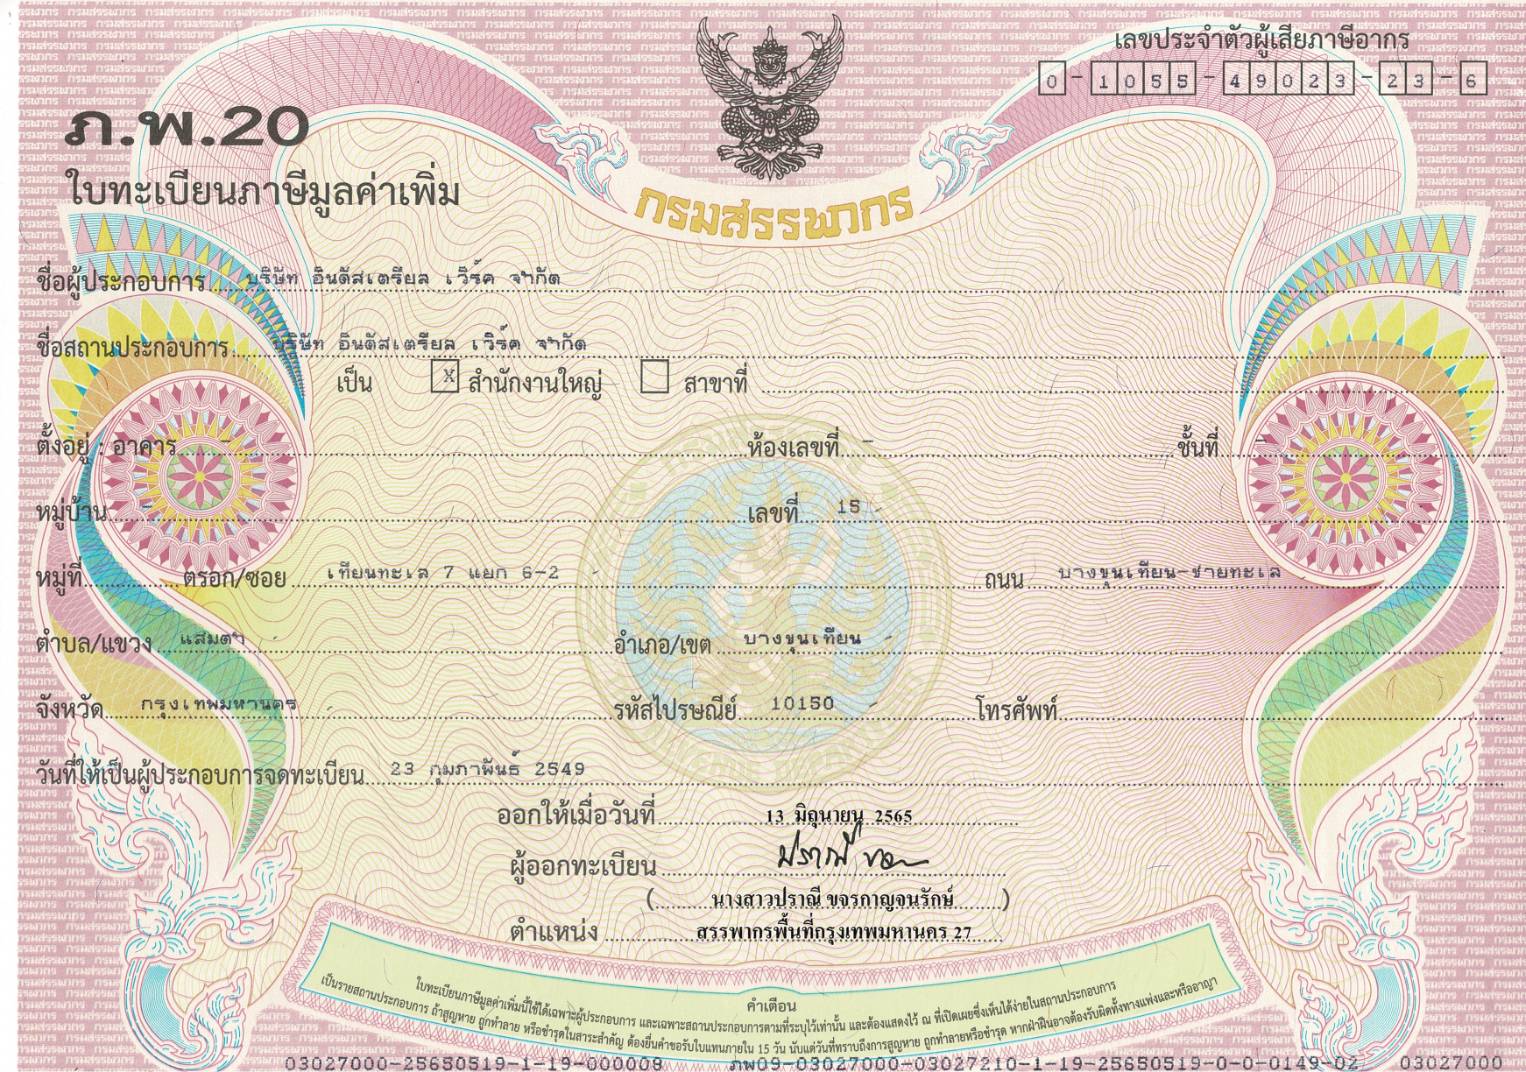 เลขประจำตัวผู้เสียภาษีอากร
0-1055-49023-23-6
ภ.พ.20
ใบทะเบียนภาษีมูลค่าเพิ่ม
กรมสรรพากร
ชื่อผู้ประกอบการ บริษัท อินดัสเตรียล เวิร์ค จำกัด
ชื่อสถานประกอบการ บริษัท อินดัสเตรียล เวิร์ค จำกัด
เป็น X สำนักงานใหญ่ สาขาที่
ตั้งอยู่ : อาคาร - ห้องเลขที่ - ชั้นที่ -
หมู่บ้าน - เลขที่ 15
หมู่ที่ ตรอก/ซอย เทียนทะเล 7 แยก 6-2 ถนน บางขุนเทียน-ชายทะเล
ตำบล/แขวง แสมดำ อำเภอ/เขต บางขุนเทียน
จังหวัด กรุงเทพมหานคร รหัสไปรษณีย์ 10150 โทรศัพท์
วันที่ให้เป็นผู้ประกอบการจดทะเบียน 23 กุมภาพันธ์ 2549
ออกให้เมื่อวันที่ 13 มิถุนายน 2565
ผู้ออกทะเบียน
( นางสาวปราณี ขจรกาญจนรักษ์ )
ตำแหน่ง สรรพากรพื้นที่กรุงเทพมหานคร 27
คำเตือน
ใบทะเบียนภาษีมูลค่าเพิ่มนี้ใช้ได้เฉพาะผู้ประกอบการ และเฉพาะสถานประกอบการตามที่ระบุไว้เท่านั้น และต้องแสดงไว้ ณ ที่เปิดเผยซึ่งเห็นได้ง่ายในสถานประกอบการ
เป็นรายสถานประกอบการ ถ้าสูญหาย ถูกทำลาย หรือชำรุดในสาระสำคัญ ต้องยื่นคำขอรับใบแทนภายใน 15 วัน นับแต่วันที่ทราบถึงการสูญหาย ถูกทำลายหรือชำรุด หากฝ่าฝืนอาจต้องรับผิดทั้งทางแพ่งและหรืออาญา
03027000-25650519-1-19-000008 ภพ09-03027000-03027210-1-19-25650519-0-0-0149-02 03027000